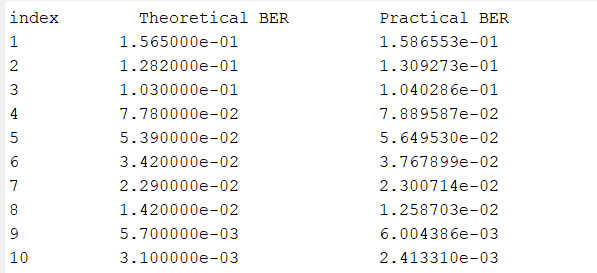 index Theoretical BER Practical BER
1 1.565000e-01 1.586553e-01
2 1.282000e-01 1.309273e-01
3 1.030000e-01 1.040286e-01
4 7.780000e-02 7.889587e-02
5 5.390000e-02 5.649530e-02
6 3.420000e-02 3.767899e-02
7 2.290000e-02 2.300714e-02
8 1.420000e-02 1.258703e-02
9 5.700000e-03 6.004386e-03
10 3.100000e-03 2.413310e-03